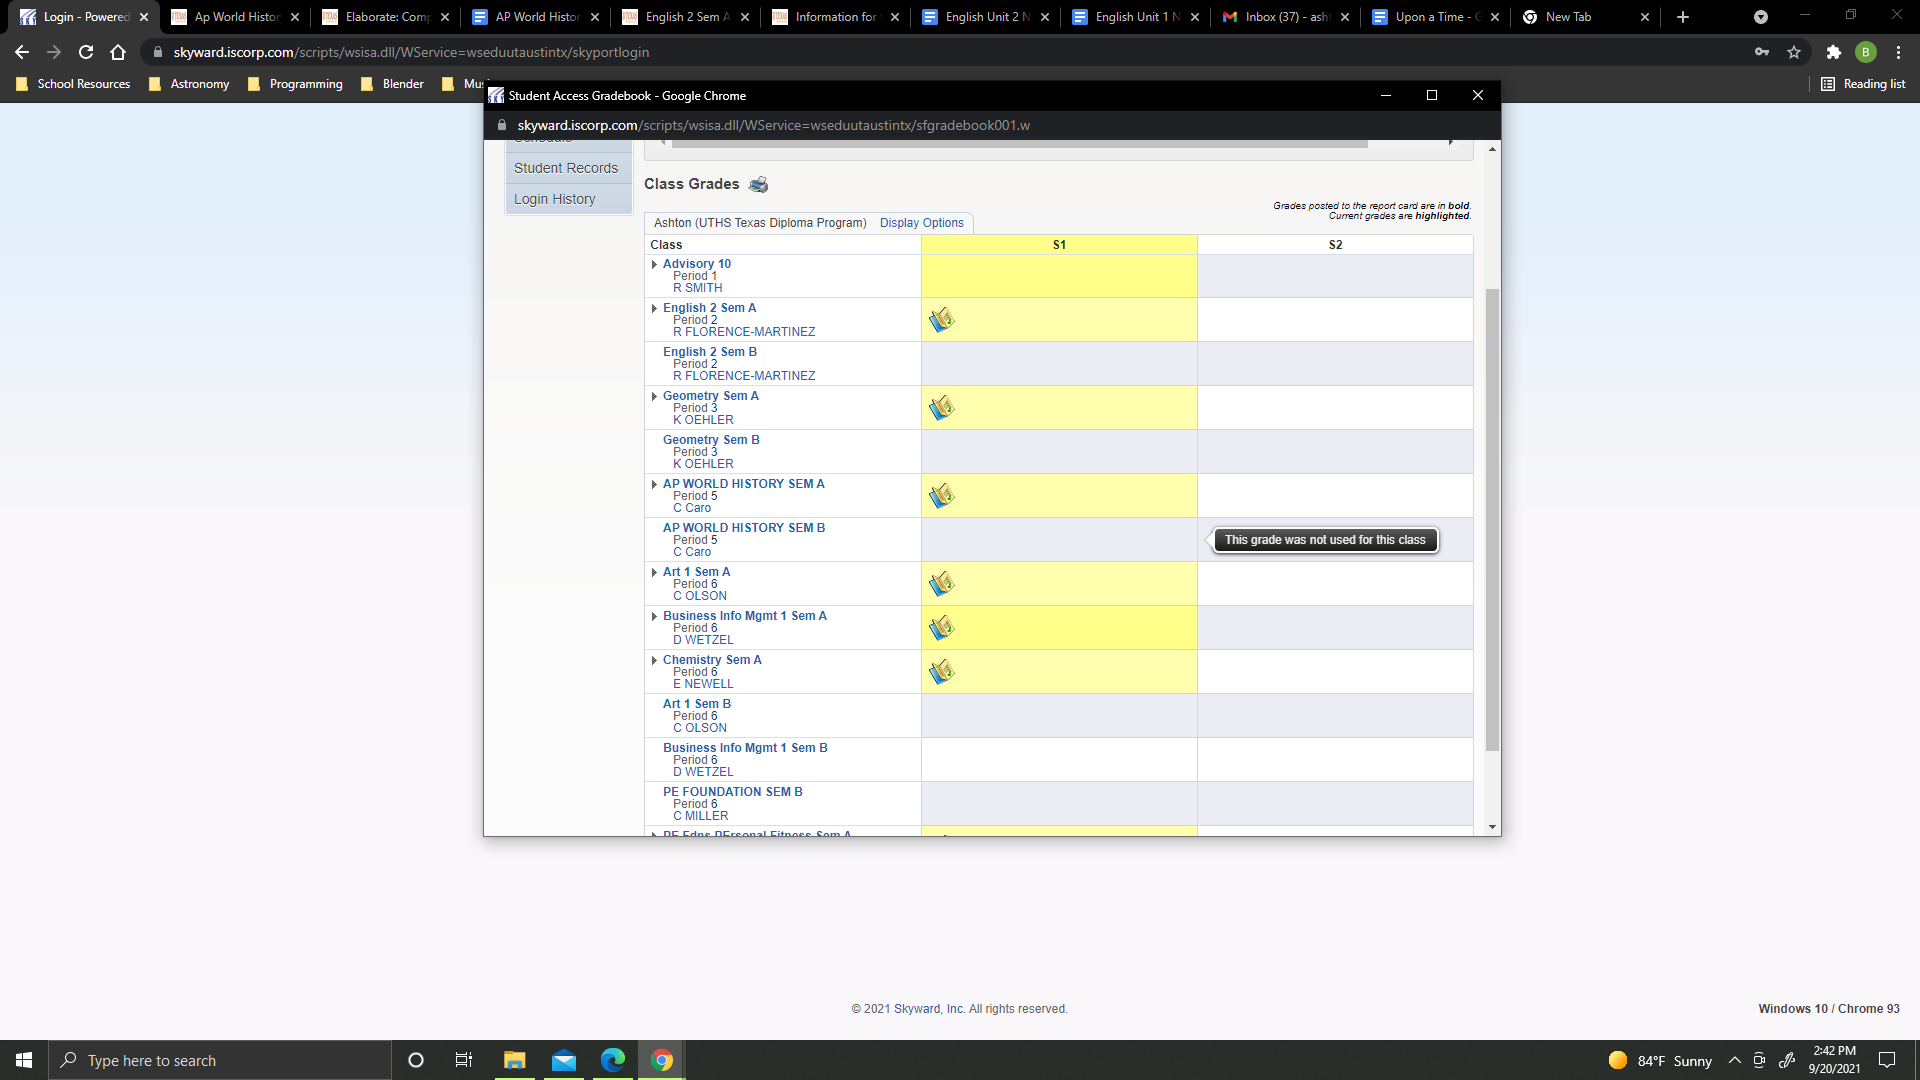 Login - Powered
Ap World Histor
Elaborate: Comp
AP World Histor
English 2 Sem A
Information for
English Unit 2 N
English Unit 1 N
Inbox (37) - ash
Upon a Time - G
New Tab
skyward.iscorp.com/scripts/wsisa.dll/WService=wseduutaustintx/skyportlogin
B
School Resources
Astronomy
Programming
Blender
Mus
Reading list
Student Access Gradebook - Google Chrome
skyward.iscorp.com/scripts/wsisa.dll/WService=wseduutaustintx/sfgradebook001.w
Schedule
Student Records
Login History
Class Grades
Grades posted to the report card are in bold.
Current grades are highlighted.
Ashton (UTHS Texas Diploma Program) Display Options
Class S1 S2
Advisory 10
Period 1
R SMITH
English 2 Sem A
Period 2
R FLORENCE-MARTINEZ
English 2 Sem B
Period 2
R FLORENCE-MARTINEZ
Geometry Sem A
Period 3
K OEHLER
Geometry Sem B
Period 3
K OEHLER
AP WORLD HISTORY SEM A
Period 5
C Caro
AP WORLD HISTORY SEM B
Period 5
C Caro
This grade was not used for this class
Art 1 Sem A
Period 6
C OLSON
Business Info Mgmt 1 Sem A
Period 6
D WETZEL
Chemistry Sem A
Period 6
E NEWELL
Art 1 Sem B
Period 6
C OLSON
Business Info Mgmt 1 Sem B
Period 6
D WETZEL
PE FOUNDATION SEM B
Period 6
C MILLER
PE Fdns PErsonal Fitness Sem A
© 2021 Skyward, Inc. All rights reserved.
Windows 10 / Chrome 93
Type here to search
84°F Sunny
2:42 PM
9/20/2021